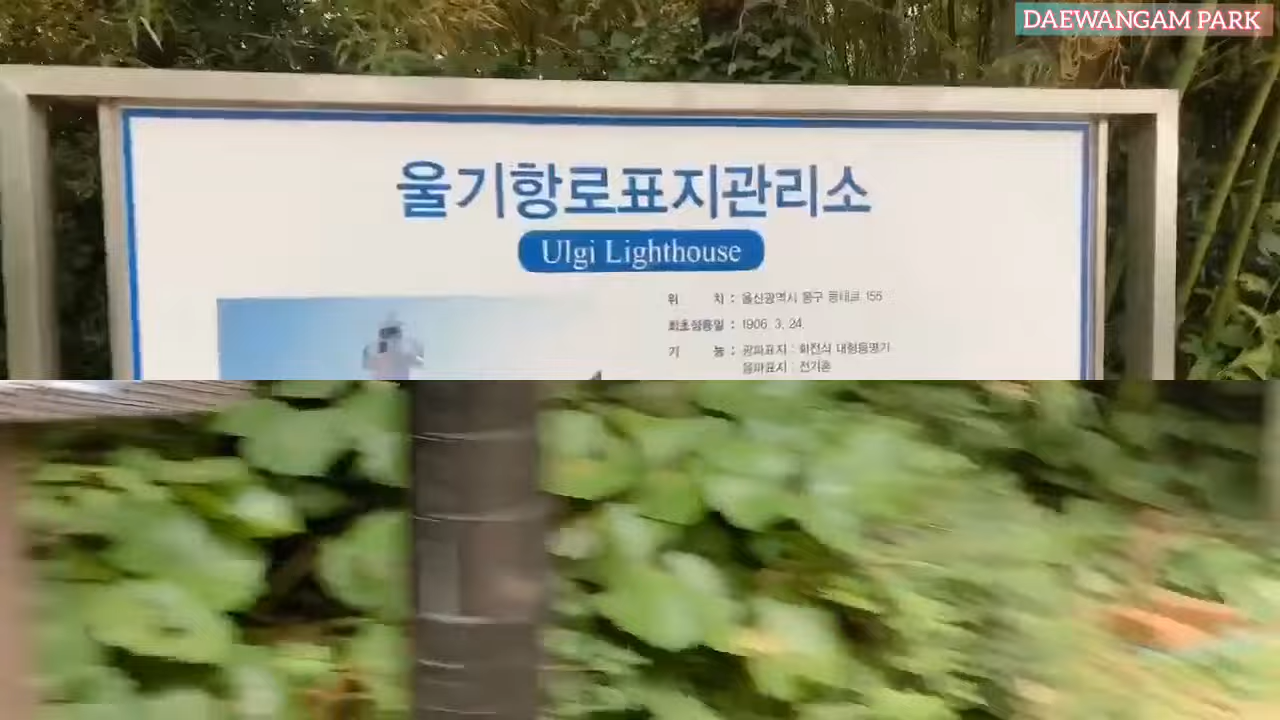 DAEWANGAM PARK
울기항로표지관리소
Ulgi Lighthouse
위 치 : 울산광역시 동구 등대로 155
최초점등일 : 1906. 3. 24
기 능 : 광파표지 : 회전식 대형등명기
음파표지 : 전기혼